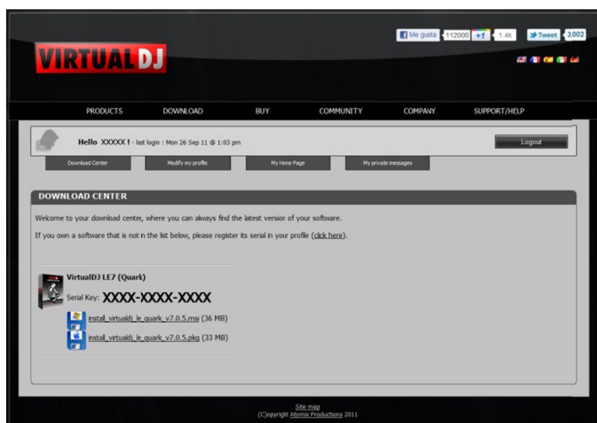 VIRTUAL DJ
Me gusta 112000 +1 1.4k Tweet 3.002
PRODUCTS DOWNLOAD BUY COMMUNITY COMPANY SUPPORT/HELP
Hello XXXXX ! - last login : Mon 26 Sep 11 @ 1:03 pm Logout
Download Center Modify my profile My Home Page My private messages
DOWNLOAD CENTER
Welcome to your download center, where you can always find the latest version of your software.
If you own a software that is not in the list below, please register its serial in your profile (click here).
VirtualDJ LE7 (Quark)
Serial Key: XXXX-XXXX-XXXX
install_virtualdj_le_quark_v7.0.5.msi (36 MB)
install_virtualdj_le_quark_v7.0.5.pkg (33 MB)
Site map
(C)opyright Atomix Productions 2011